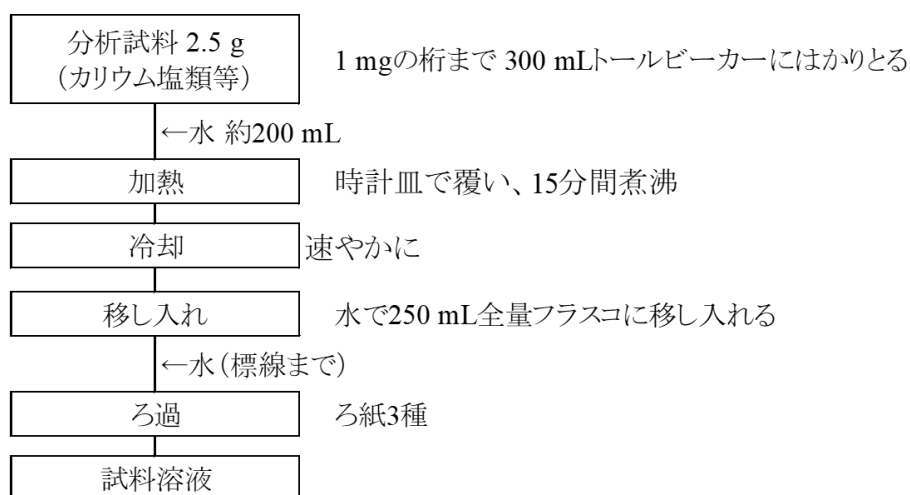 分析試料 2.5 g
(カリウム塩類等)
1 mgの桁まで 300 mLトールビーカーにはかりとる
←水 約200 mL
加熱
時計皿で覆い、15分間煮沸
冷却
速やかに
移し入れ
水で250 mL全量フラスコに移し入れる
←水(標線まで)
ろ過
ろ紙3種
試料溶液